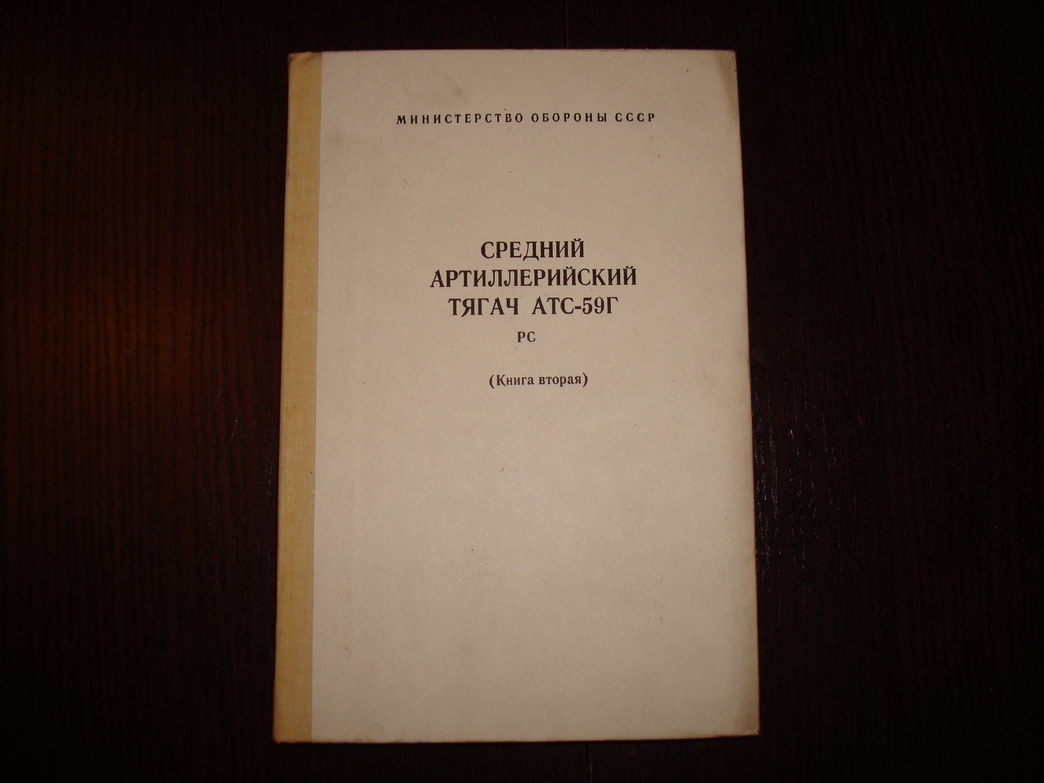 МИНИСТЕРСТВО ОБОРОНЫ СССР
СРЕДНИЙ
АРТИЛЛЕРИЙСКИЙ
ТЯГАЧ АТС-59Г
РС
(Книга вторая)